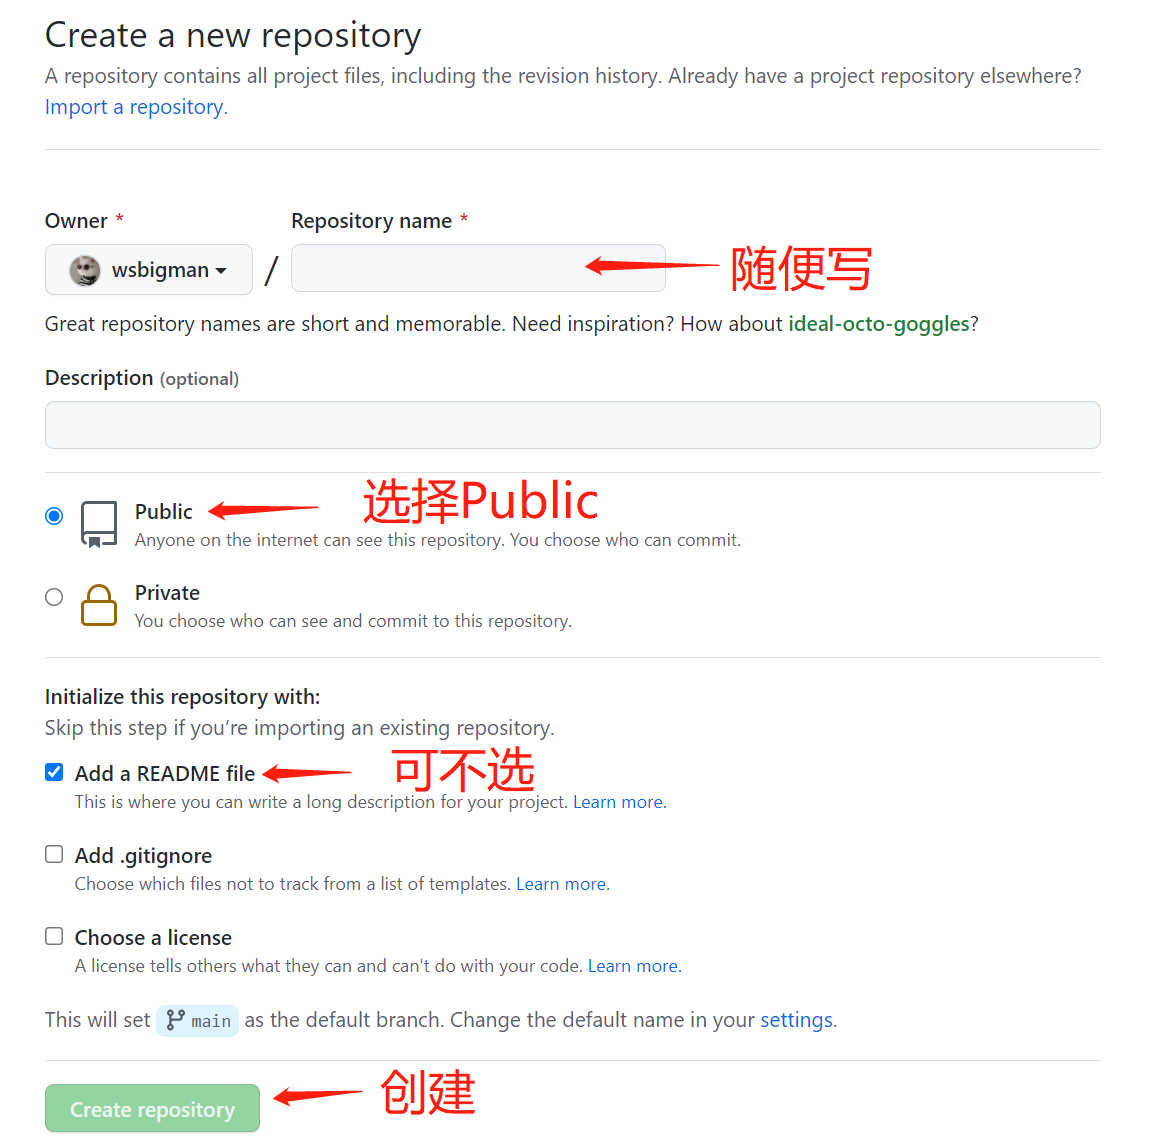 Create a new repository
A repository contains all project files, including the revision history. Already have a project repository elsewhere?
Import a repository.
Owner *
Repository name *
wsbigman
/
随便写
Great repository names are short and memorable. Need inspiration? How about ideal-octo-goggles?
Description (optional)
Public
选择Public
Anyone on the internet can see this repository. You choose who can commit.
Private
You choose who can see and commit to this repository.
Initialize this repository with:
Skip this step if you’re importing an existing repository.
Add a README file
可不选
This is where you can write a long description for your project. Learn more.
Add .gitignore
Choose which files not to track from a list of templates. Learn more.
Choose a license
A license tells others what they can and can't do with your code. Learn more.
This will set main as the default branch. Change the default name in your settings.
Create repository
创建